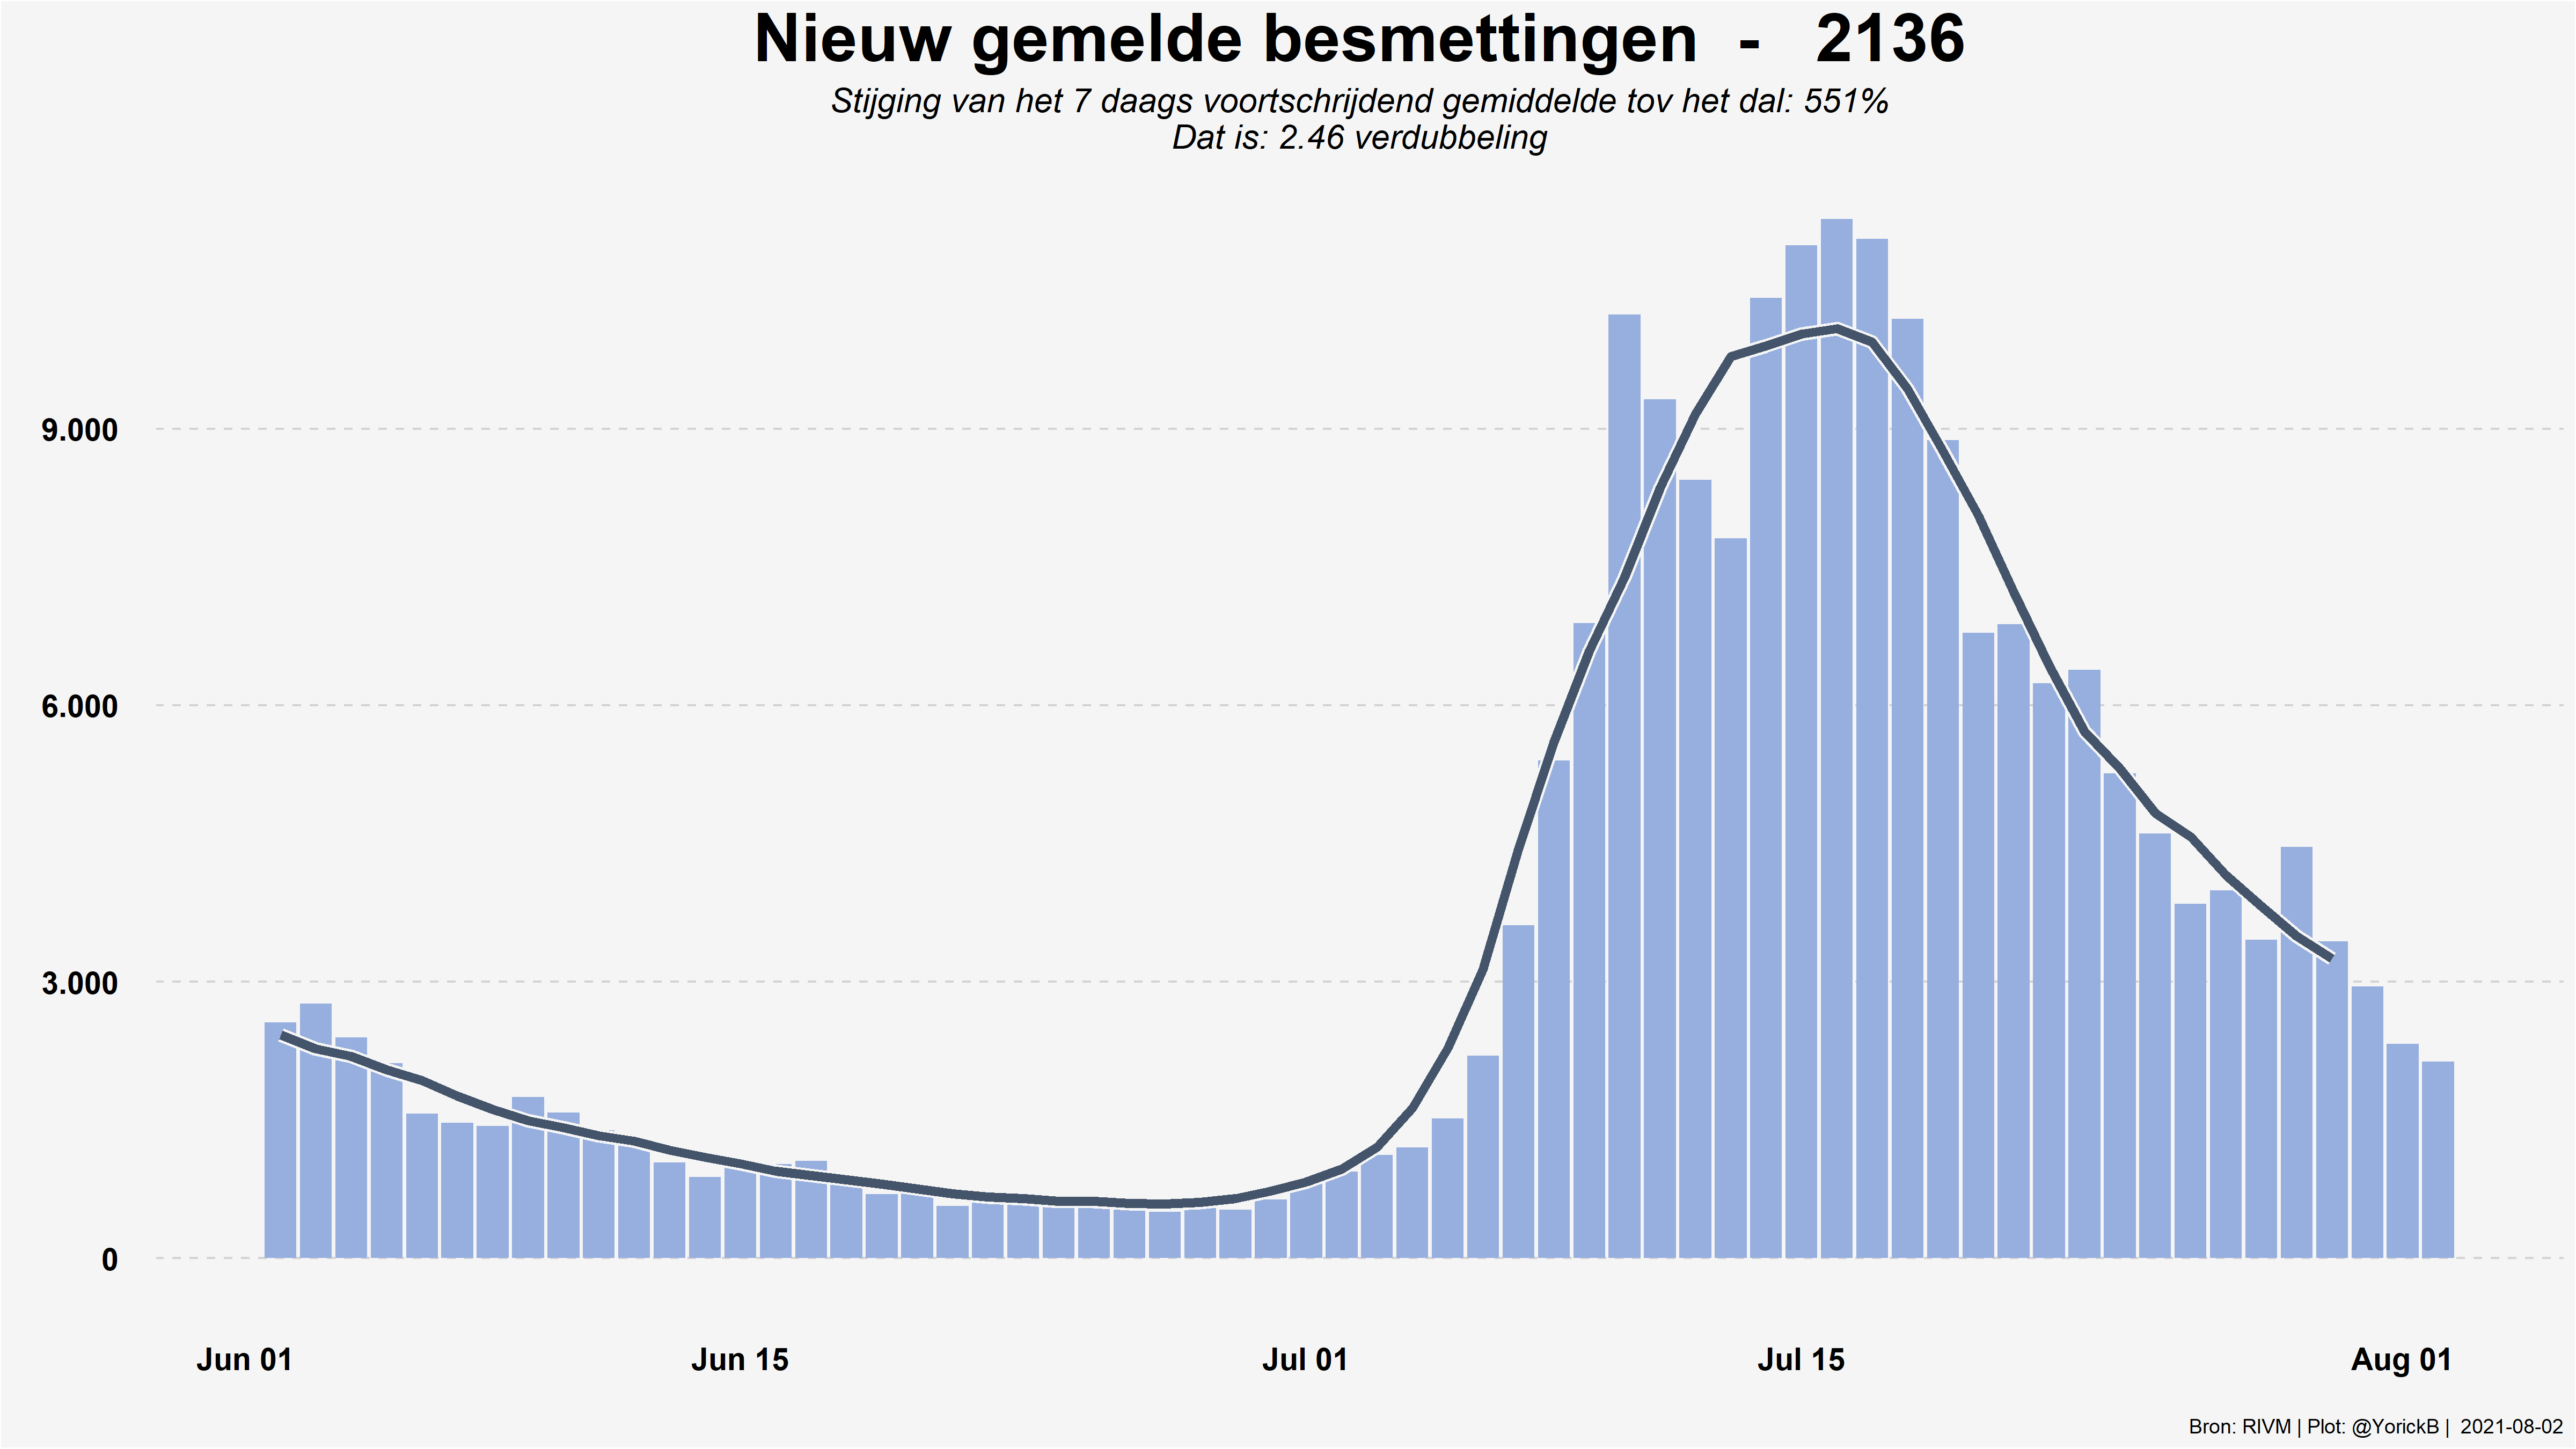 Nieuw gemelde besmettingen - 2136
Stijging van het 7 daags voortschrijdend gemiddelde tov het dal: 551%
Dat is: 2.46 verdubbeling
9.000
6.000
3.000
0
Jun 01
Jun 15
Jul 01
Jul 15
Aug 01
Bron: RIVM | Plot: @YorickB | 2021-08-02